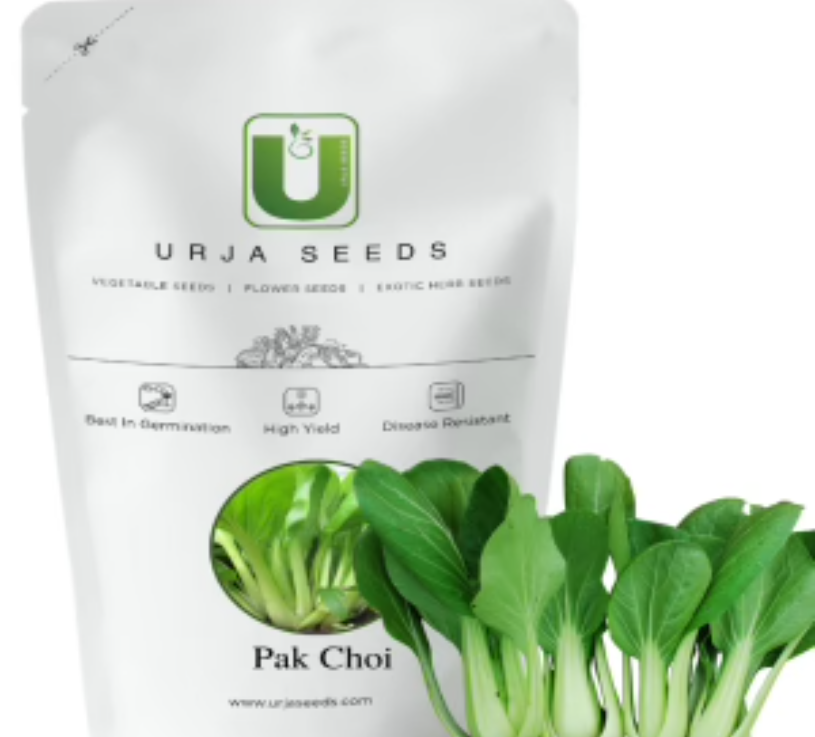 U
URJA SEEDS
VEGETABLE SEEDS | FLOWER SEEDS | EXOTIC HERB SEEDS
Best In Germination
High Yield
Disease Resistant
Pak Choi
www.urjaseeds.com